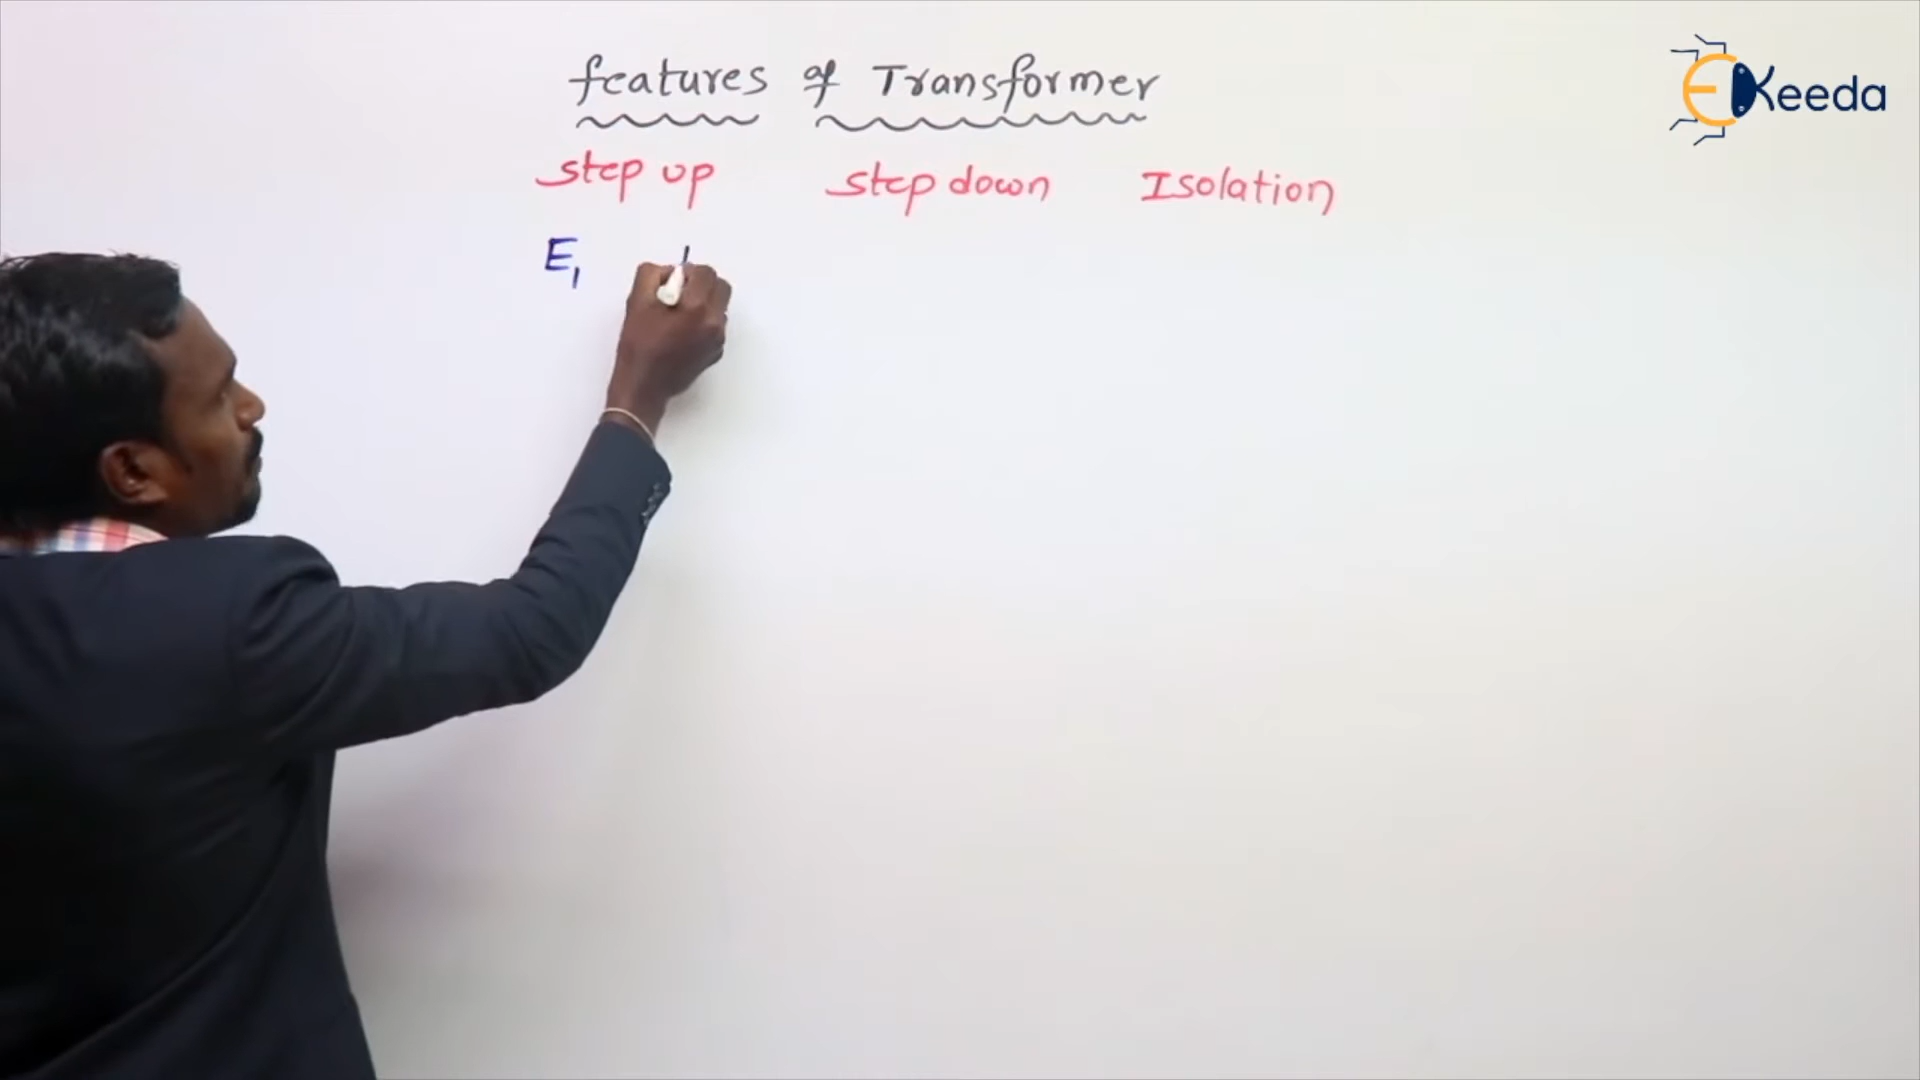 features of Transformer
Step up Step down Isolation
E1
EKeeda